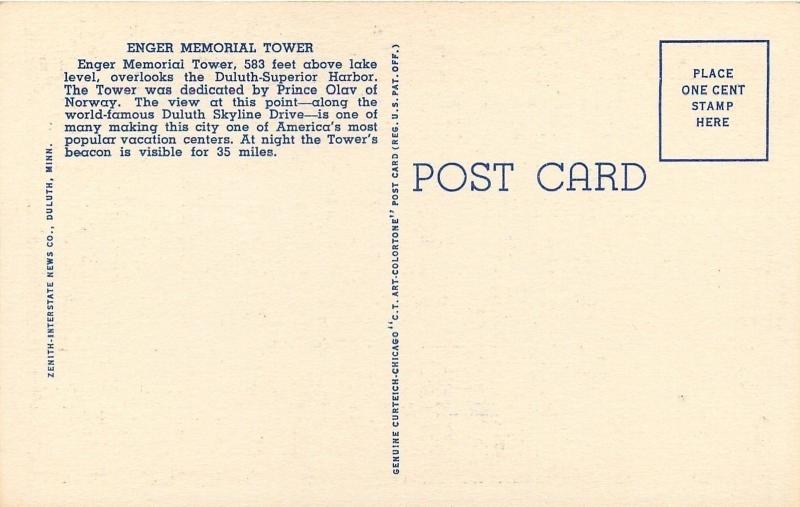 ENGER MEMORIAL TOWER
Enger Memorial Tower, 583 feet above lake
level, overlooks the Duluth-Superior Harbor.
The Tower was dedicated by Prince Olav of
Norway. The view at this point—along the
world-famous Duluth Skyline Drive—is one of
many making this city one of America's most
popular vacation centers. At night the Tower's
beacon is visible for 35 miles.
ZENITH-INTERSTATE NEWS CO., DULUTH, MINN.
GENUINE CURTEICH-CHICAGO "C.T. ART-COLORTONE" POST CARD (REG. U.S. PAT. OFF.)
POST CARD
PLACE
ONE CENT
STAMP
HERE